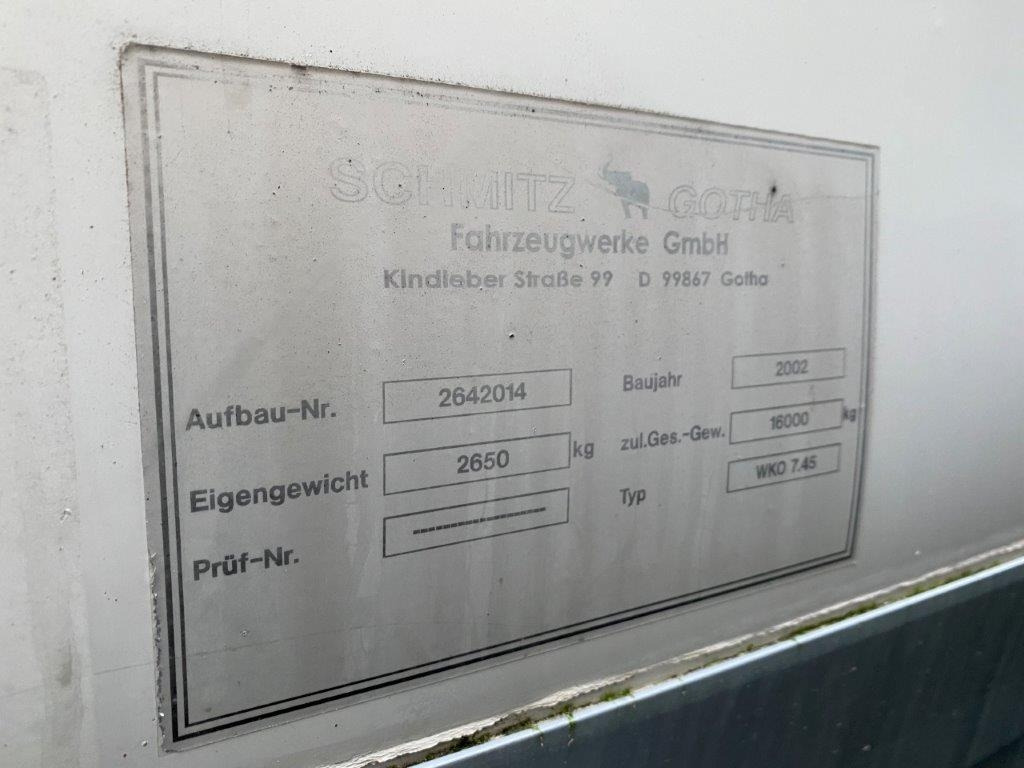 SCHMITZ GOTHA
Fahrzeugwerke GmbH
Kindleber Straße 99 D 99867 Gotha
Aufbau-Nr. 2642014
Eigengewicht 2650 kg
Prüf-Nr. ----------------
Baujahr 2002
zul.Ges.-Gew. 16000 kg
Typ WKO 7.45